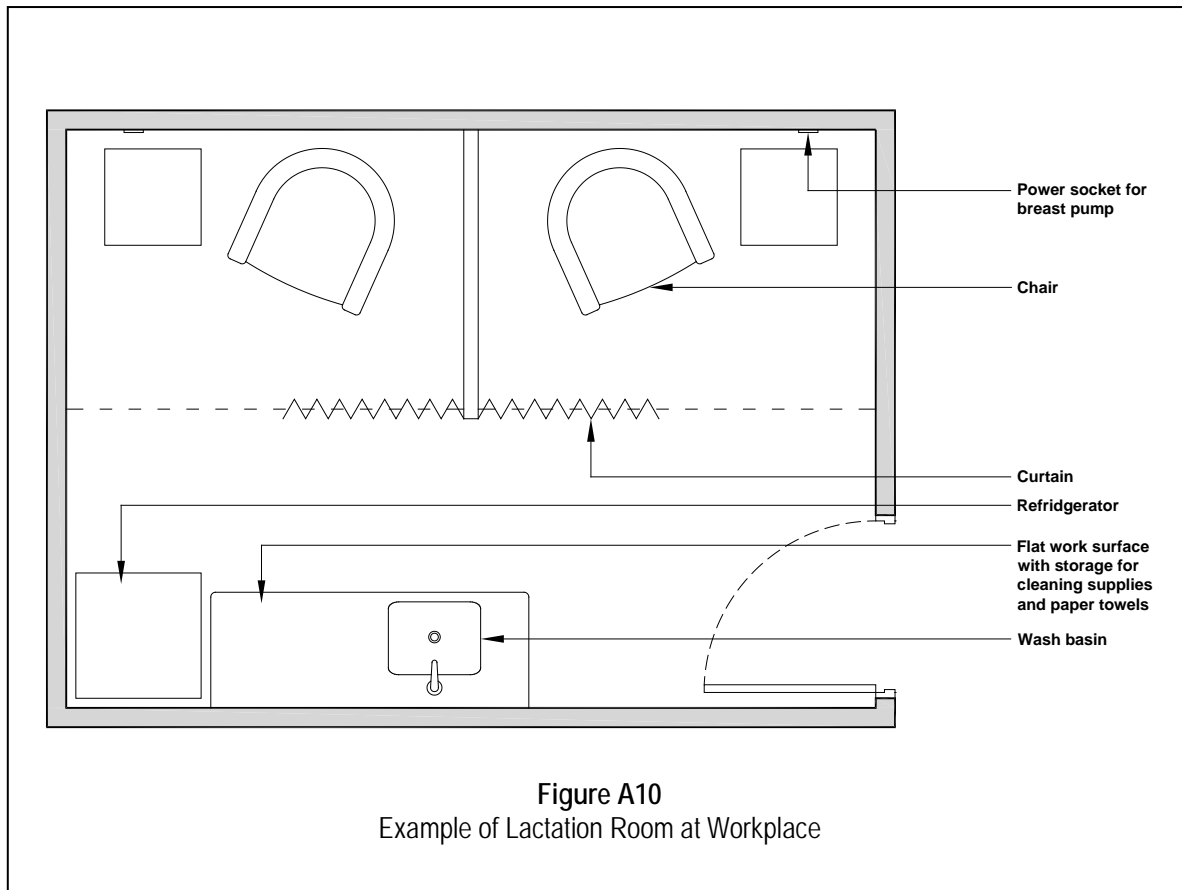 Power socket for
breast pump
Chair
Curtain
Refridgerator
Flat work surface
with storage for
cleaning supplies
and paper towels
Wash basin
Figure A10
Example of Lactation Room at Workplace